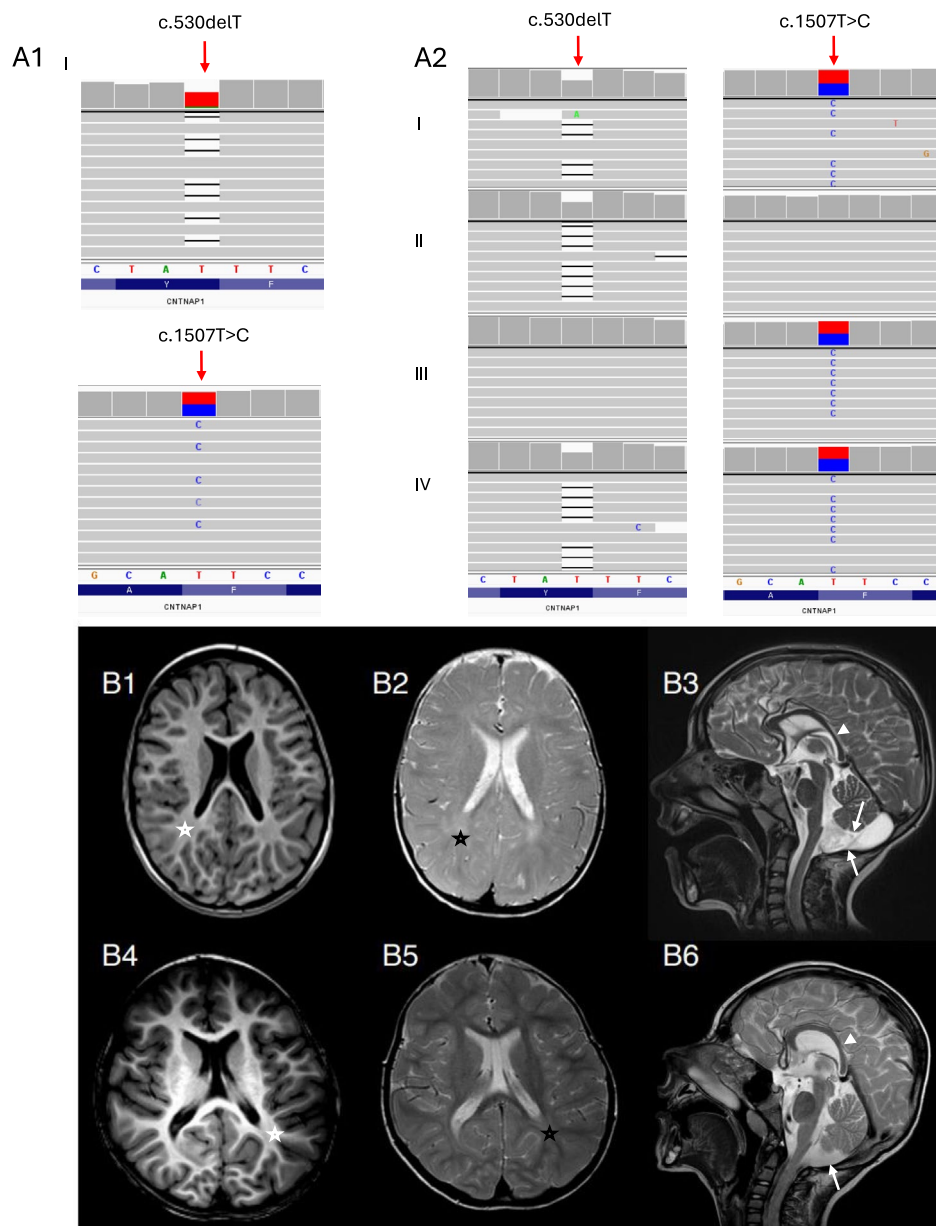 c.530delT
A1
I
C T A T T T C
Y F
CNTNAP1
c.1507T>C
C
C
C
C
C
G C A T T C C
A F
CNTNAP1
c.530delT
c.1507T>C
A2
I
A
C
C
T
C
G
C
C
C
II
III
C
C
C
C
C
C
C
IV
C
C
C
C
C
C
C
C
C T A T T T C
Y F
CNTNAP1
G C A T T C C
A F
CNTNAP1
B1
B2
B3
B4
B5
B6